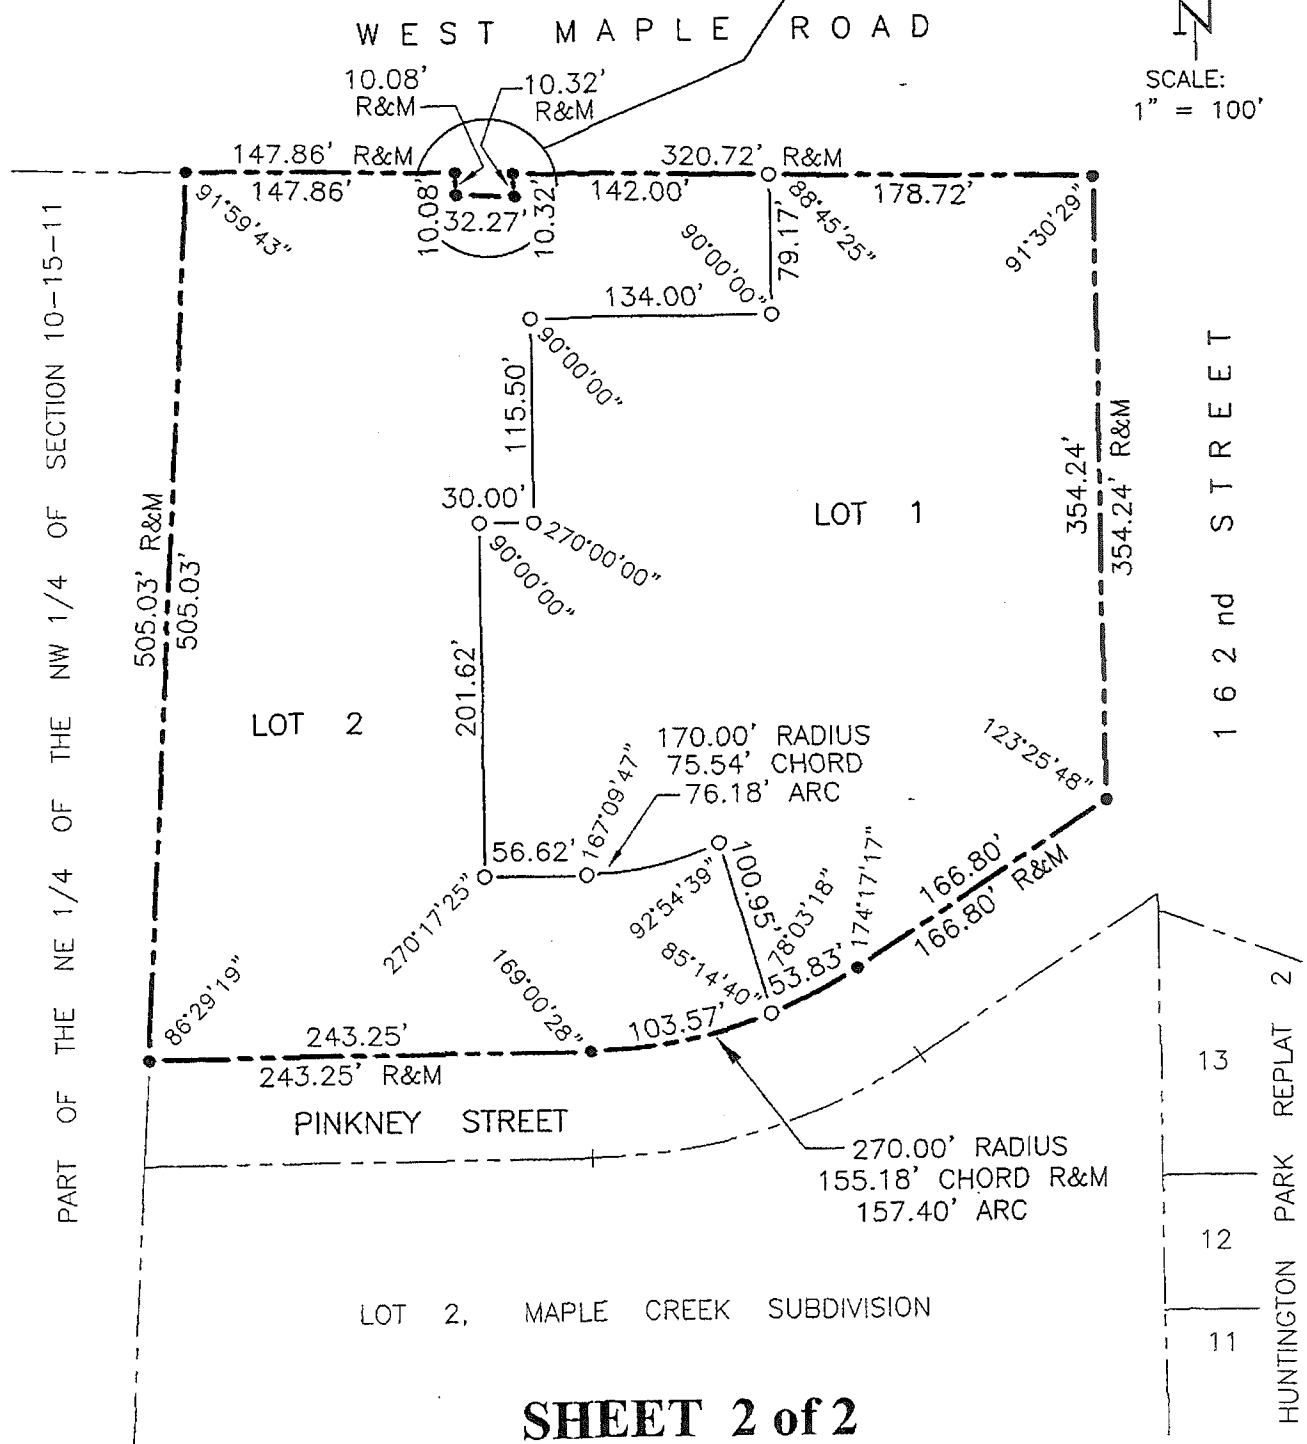 WEST MAPLE ROAD
N
SCALE:
1" = 100'
10.08'
R&M
10.32'
R&M
147.86' R&M
147.86'
10.08'
32.27'
10.32'
320.72' R&M
142.00'
178.72'
91°59'43"
88°45'25"
91°30'29"
79.17'
90°00'00"
134.00'
90°00'00"
115.50'
30.00'
270°00'00"
90°00'00"
LOT 1
354.24'
354.24' R&M
162nd STREET
PART OF THE NE 1/4 OF THE NW 1/4 OF SECTION 10-15-11
505.03' R&M
505.03'
201.62'
LOT 2
170.00' RADIUS
75.54' CHORD
76.18' ARC
123°25'48"
56.62'
167°09'47"
270°17'25"
92°54'39"
100.95'
78°03'18"
174°17'17"
166.80'
166.80' R&M
85°14'40"
53.83'
169°00'28"
103.57'
86°29'19"
243.25'
243.25' R&M
PINKNEY STREET
270.00' RADIUS
155.18' CHORD R&M
157.40' ARC
13
12
11
HUNTINGTON PARK REPLAT 2
LOT 2, MAPLE CREEK SUBDIVISION
SHEET 2 of 2